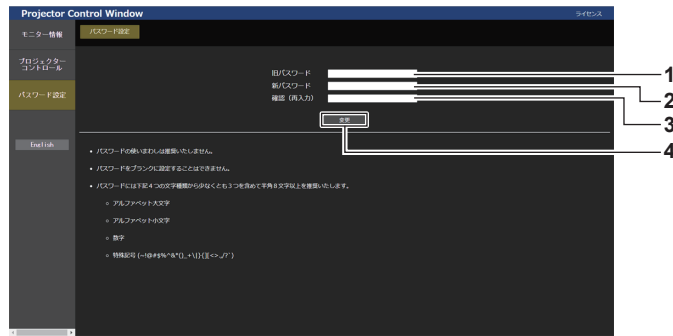 Projector Control Window
ライセンス
モニター情報
パスワード設定
プロジェクター
コントロール
パスワード設定
English
旧パスワード
新パスワード
確認（再入力）
変更
1
2
3
4
• パスワードの使いまわしは推奨いたしません。
• パスワードをブランクに設定することはできません。
• パスワードには下記４つの文字種類から少なくとも３つを含めて半角８文字以上を推奨いたします。
○ アルファベット大文字
○ アルファベット小文字
○ 数字
○ 特殊記号 (~!@#$%^&*()_+\|}{][<>./?`)